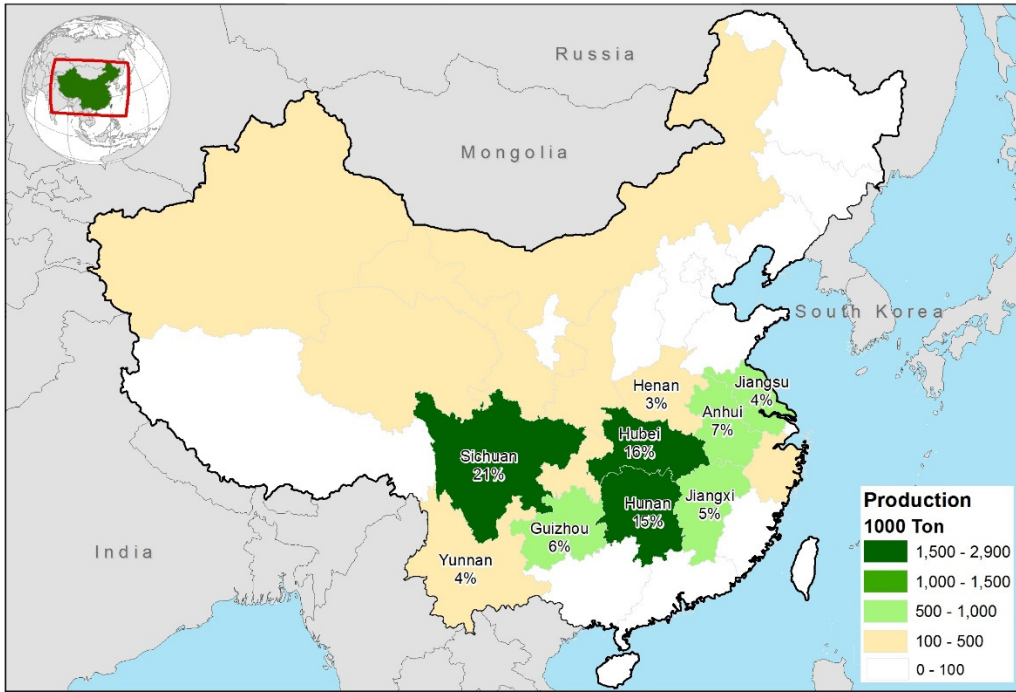 Russia
Mongolia
South Korea
Henan
3%
Jiangsu
4%
Anhui
7%
Hubei
16%
Sichuan
21%
Jiangxi
5%
Hunan
15%
Guizhou
6%
Yunnan
4%
India
Production
1000 Ton
1,500 - 2,900
1,000 - 1,500
500 - 1,000
100 - 500
0 - 100